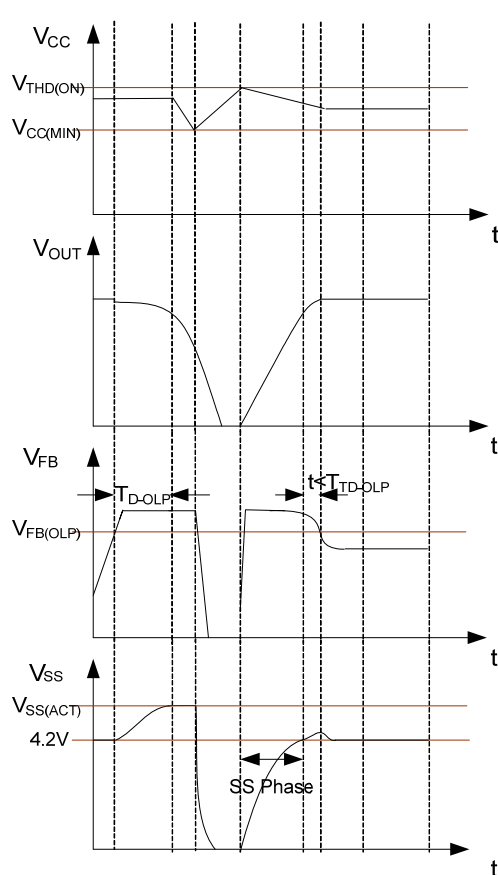 VCC
VTHD(ON)
VCC(MIN)
t
VOUT
t
VFB
TD-OLP
t<TTD-OLP
VFB(OLP)
t
VSS
VSS(ACT)
4.2V
SS Phase
t